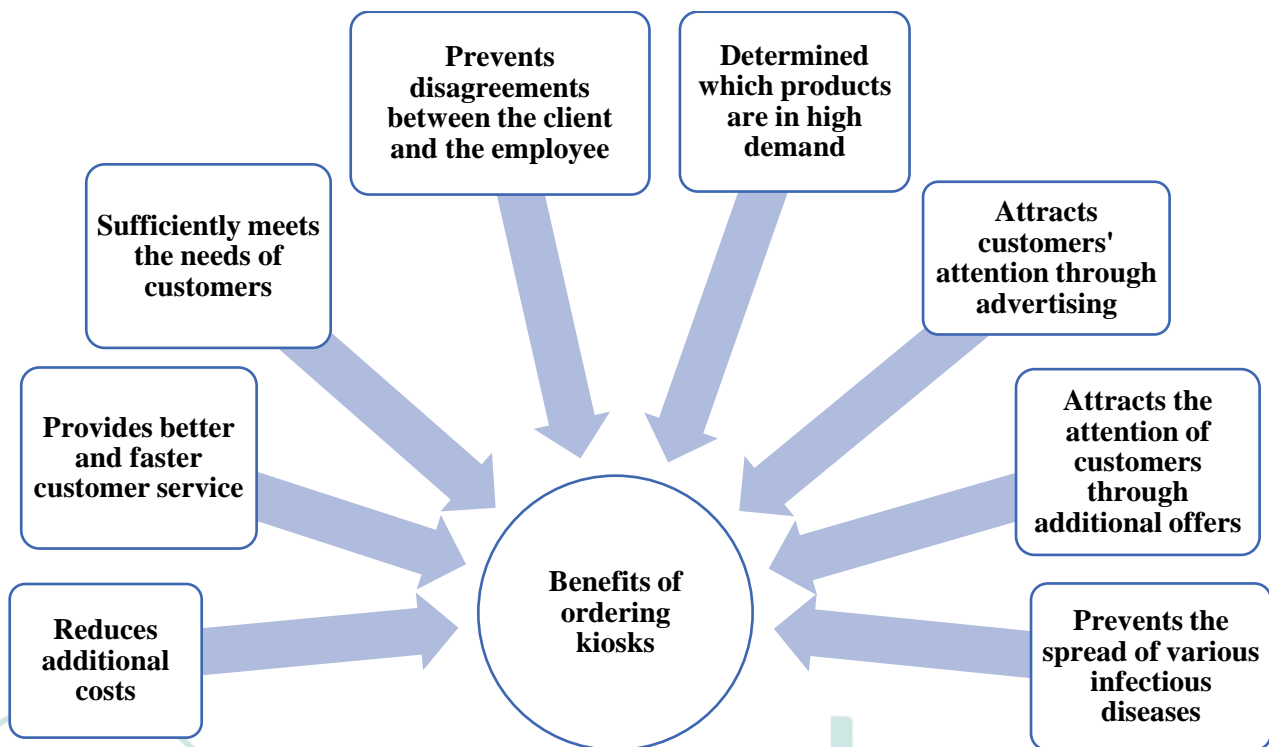 Prevents
disagreements
between the client
and the employee
Determined
which products
are in high
demand
Sufficiently meets
the needs of
customers
Attracts
customers'
attention through
advertising
Provides better
and faster
customer service
Attracts the
attention of
customers
through
additional offers
Reduces
additional
costs
Benefits of
ordering
kiosks
Prevents the
spread of various
infectious
diseases